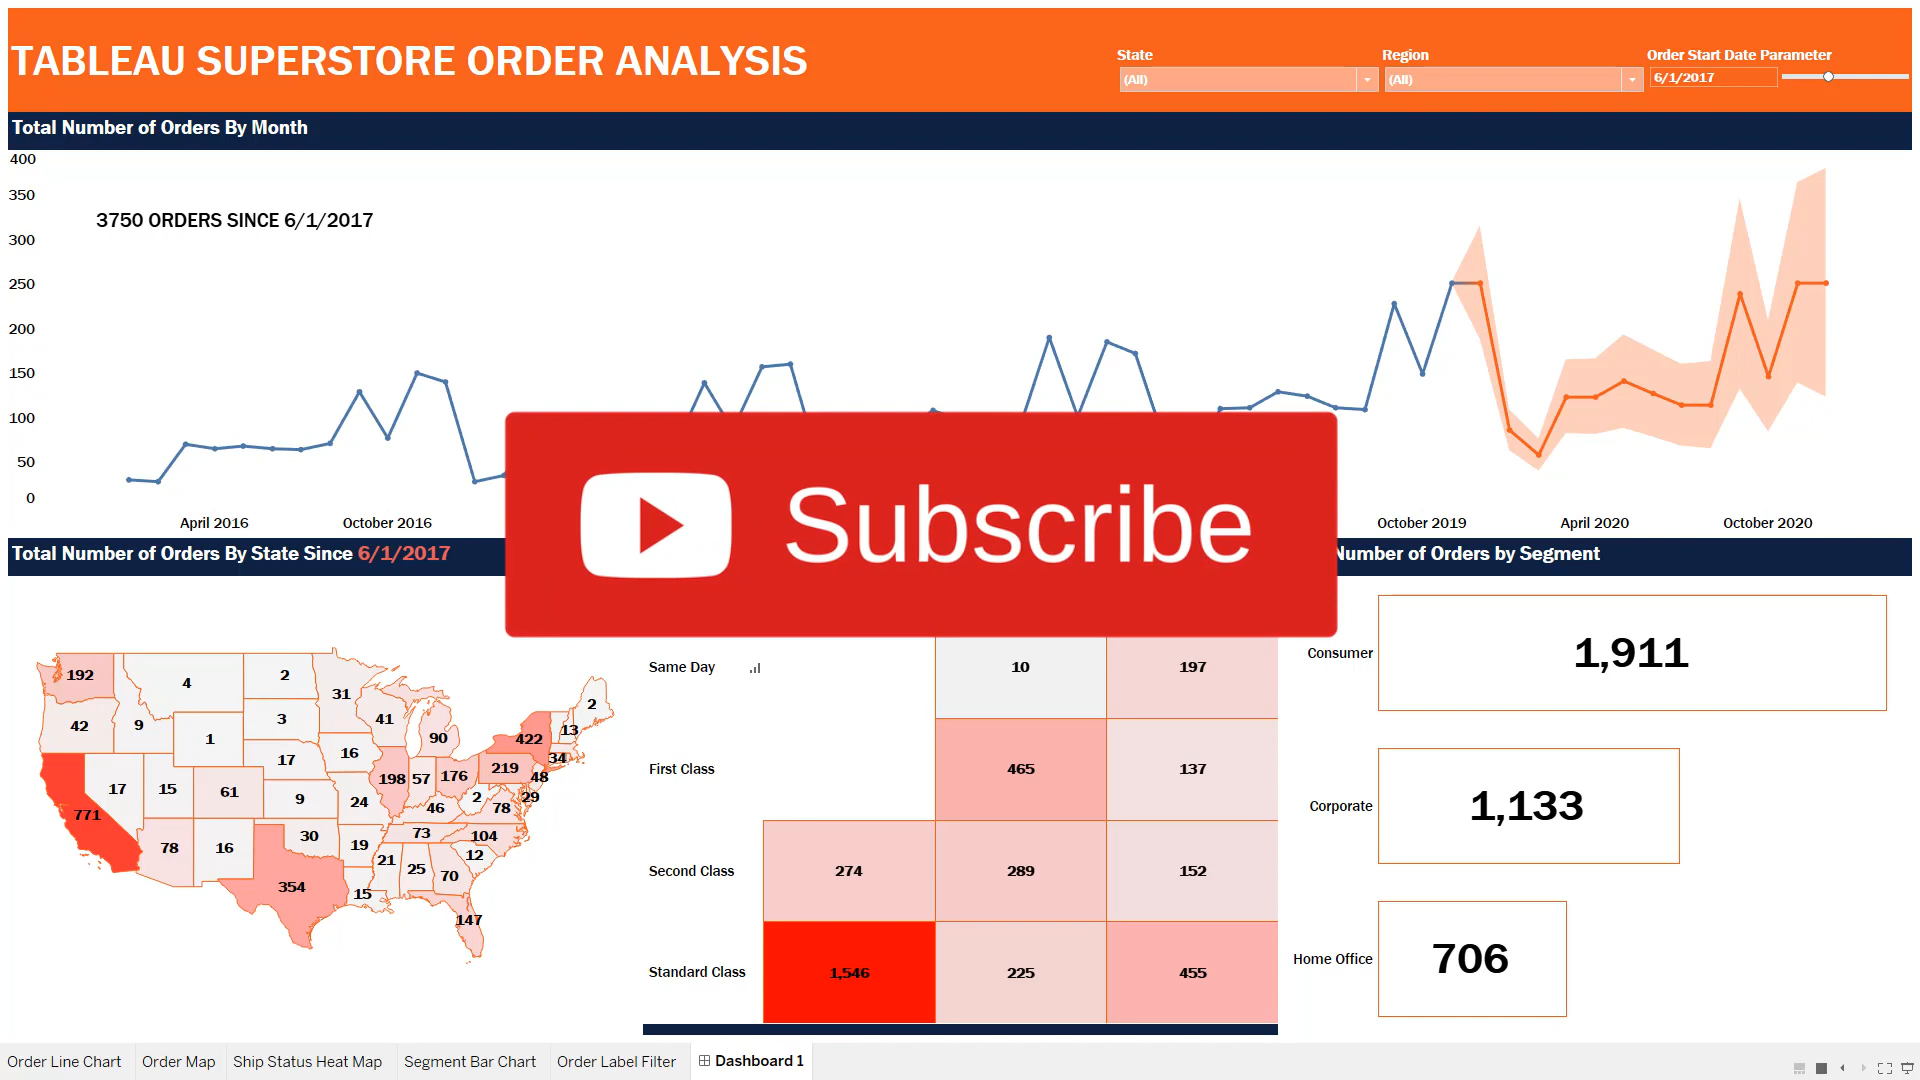 TABLEAU SUPERSTORE ORDER ANALYSIS
State
(All)
Region
(All)
Order Start Date Parameter
6/1/2017
Total Number of Orders By Month
400
350
300
250
200
150
100
50
0
3750 ORDERS SINCE 6/1/2017
April 2016
October 2016
October 2019
April 2020
October 2020
Subscribe
Total Number of Orders By State Since 6/1/2017
Number of Orders by Segment
192
4
2
31
2
42
9
3
41
13
1
90
422
17
16
34
198
57
176
219
48
17
15
61
9
24
2
29
771
46
78
30
73
104
78
16
19
12
21
25
70
354
15
147
Same Day
10
197
First Class
465
137
Second Class
274
289
152
Standard Class
1,546
225
455
Consumer
1,911
Corporate
1,133
Home Office
706
Order Line Chart
Order Map
Ship Status Heat Map
Segment Bar Chart
Order Label Filter
Dashboard 1